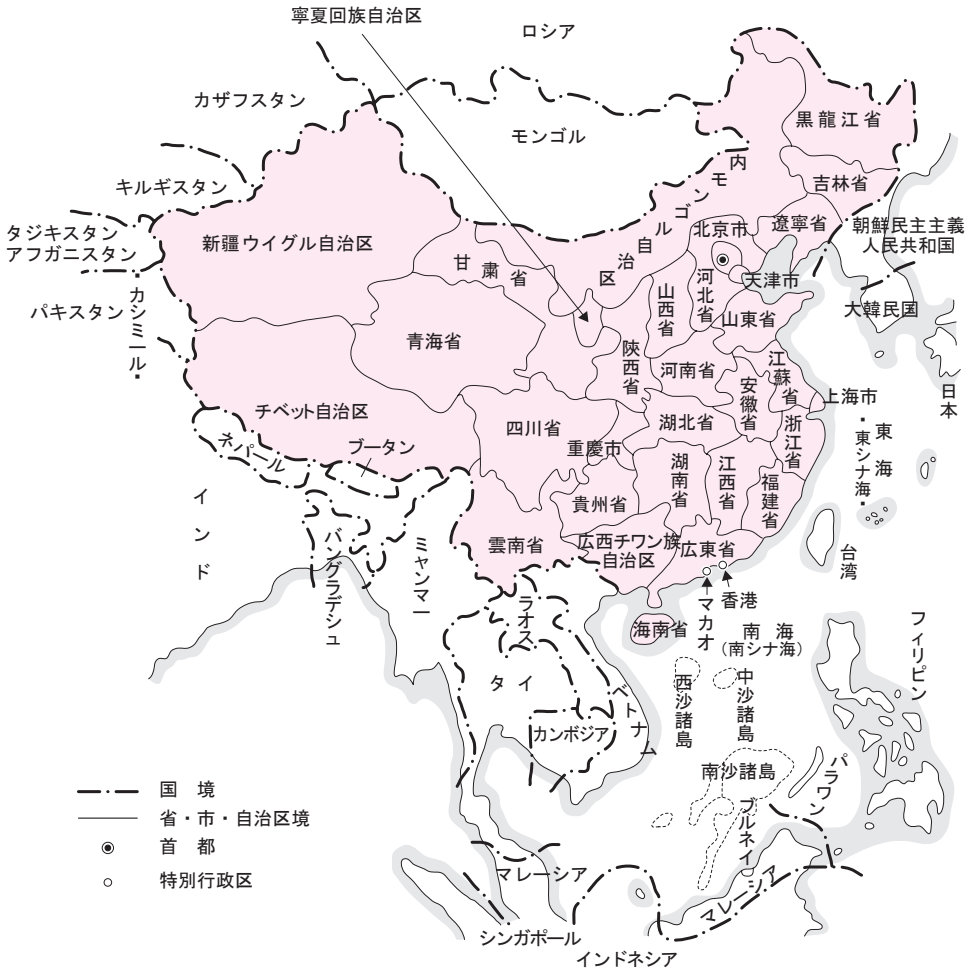 寧夏回族自治区
ロシア
カザフスタン
モンゴル
黒龍江省
キルギスタン
吉林省
内モンゴル自治区
タジキスタン
アフガニスタン
新疆ウイグル自治区
甘粛省
北京市
遼寧省
朝鮮民主主義
人民共和国
天津市
パキスタン
・カシミール・
河北省
山西省
山東省
大韓民国
青海省
陝西省
河南省
江蘇省
安徽省
上海市
日本
チベット自治区
四川省
重慶市
湖北省
浙江省
東海
・東シナ海・
ネパール
ブータン
湖南省
江西省
福建省
貴州省
インド
バングラデシュ
ミャンマー
雲南省
広西チワン族
自治区
広東省
台湾
香港
マカオ
ラオス
海南省
南海
(南シナ海)
フィリピン
タイ
ベトナム
西沙諸島
中沙諸島
カンボジア
南沙諸島
パラワン
ブルネイ
国境
省・市・自治区境
首都
特別行政区
マレーシア
マレーシア
シンガポール
インドネシア